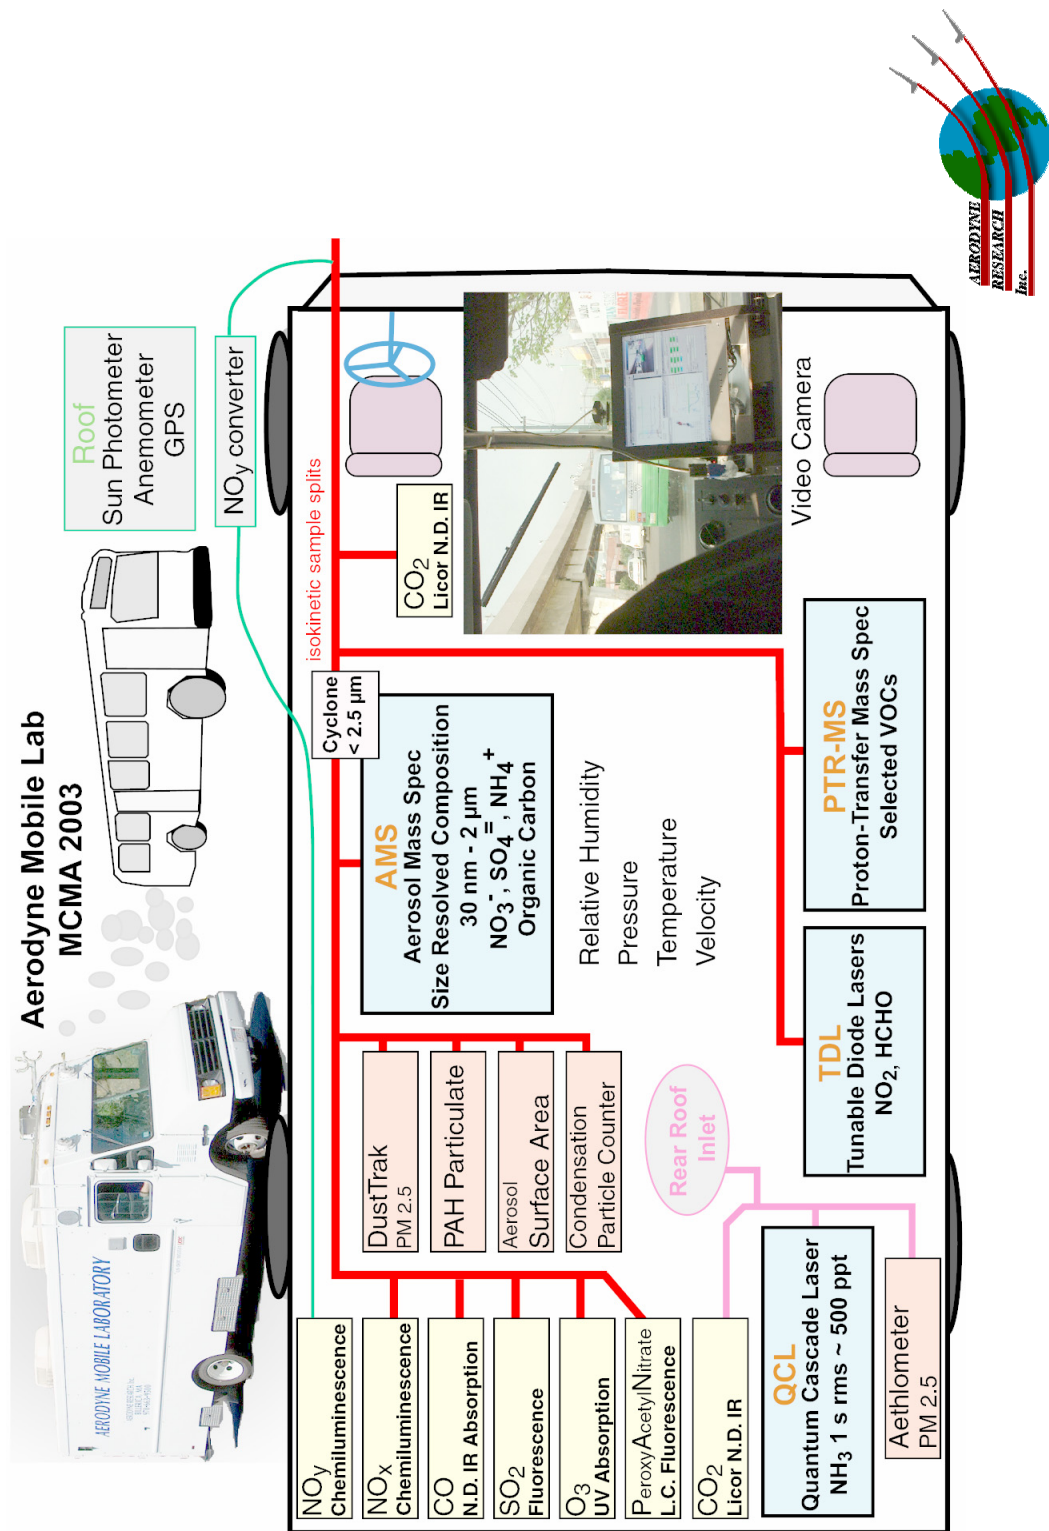 Aerodyne Mobile Lab
MCMA 2003
AERODYNE MOBILE LABORATORY
Roof
Sun Photometer
Anemometer
GPS
NOy converter
isokinetic sample splits
NOy
Chemiluminescence
NOx
Chemiluminescence
CO
N.D. IR Absorption
SO2
Fluorescence
O3
UV Absorption
PeroxyAcetylNitrate
L.C. Fluorescence
CO2
Licor N.D. IR
QCL
Quantum Cascade Laser
NH3 1 s rms ~ 500 ppt
Aethlometer
PM 2.5
DustTrak
PM 2.5
PAH Particulate
Aerosol
Surface Area
Condensation
Particle Counter
Rear Roof
Inlet
Cyclone
< 2.5 µm
AMS
Aerosol Mass Spec
Size Resolved Composition
30 nm - 2 µm
NO3-, SO4=, NH4+
Organic Carbon
Relative Humidity
Pressure
Temperature
Velocity
TDL
Tunable Diode Lasers
NO2, HCHO
PTR-MS
Proton-Transfer Mass Spec
Selected VOCs
CO2
Licor N.D. IR
Video Camera
AERODYNE
RESEARCH
Inc.